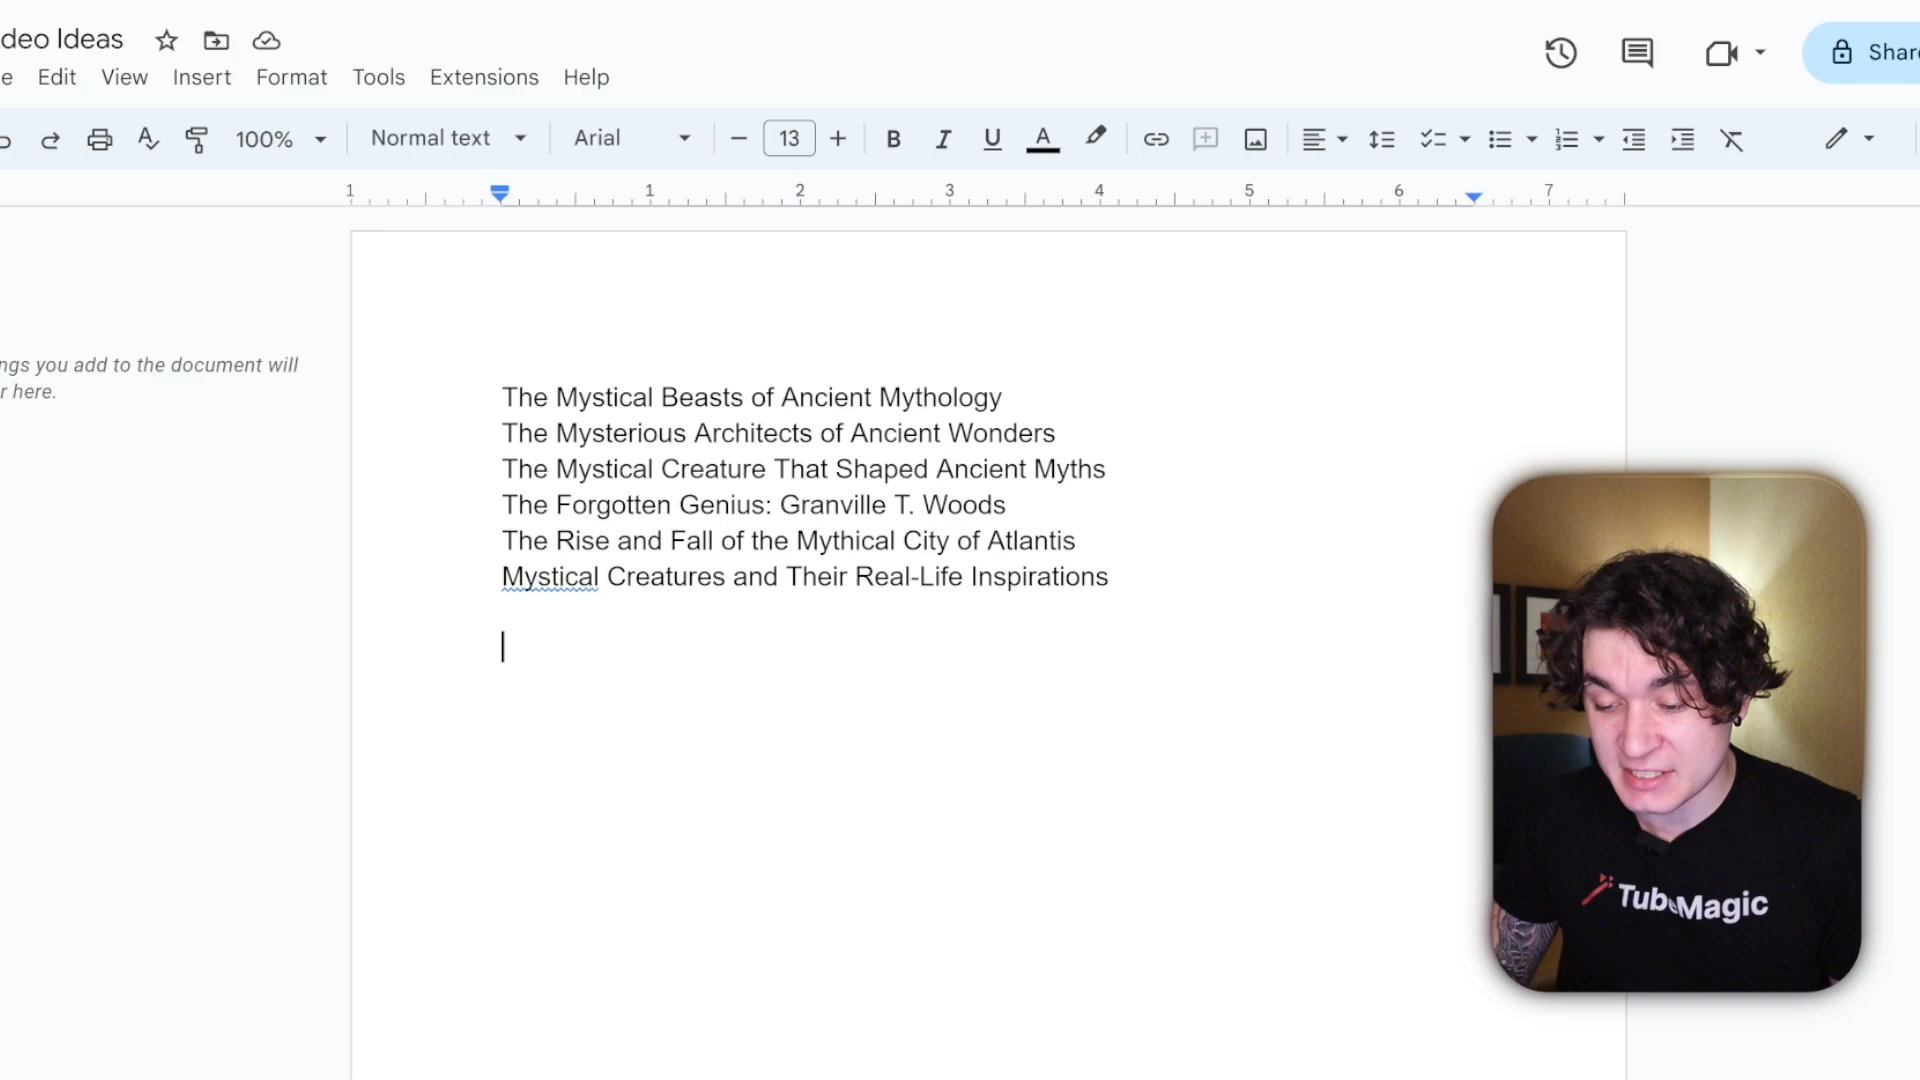 deo Ideas
e Edit View Insert Format Tools Extensions Help
Shar
100% Normal text Arial 13 B I U A
1 1 2 3 4 5 6 7
ngs you add to the document will
r here.
The Mystical Beasts of Ancient Mythology
The Mysterious Architects of Ancient Wonders
The Mystical Creature That Shaped Ancient Myths
The Forgotten Genius: Granville T. Woods
The Rise and Fall of the Mythical City of Atlantis
Mystical Creatures and Their Real-Life Inspirations
TubeMagic